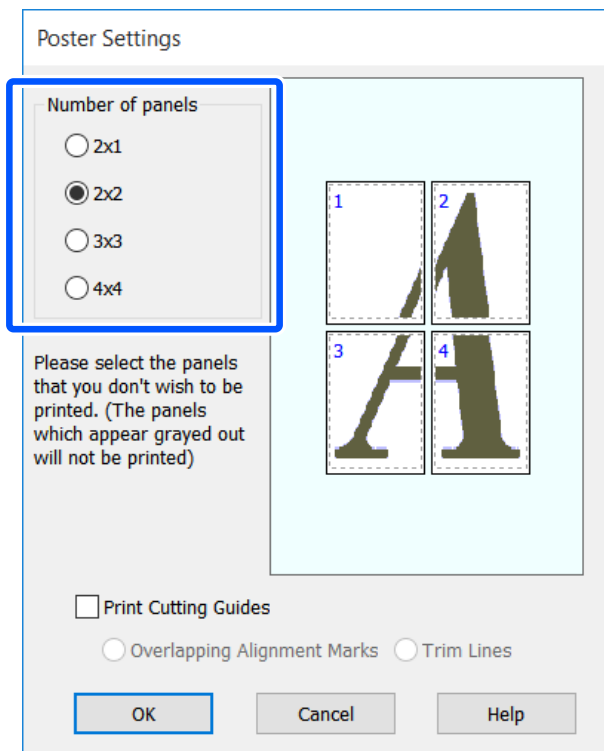 Poster Settings
Number of panels
2x1
2x2
3x3
4x4
1
2
3
4
Please select the panels
that you don't wish to be
printed. (The panels
which appear grayed out
will not be printed)
Print Cutting Guides
Overlapping Alignment Marks Trim Lines
OK Cancel Help